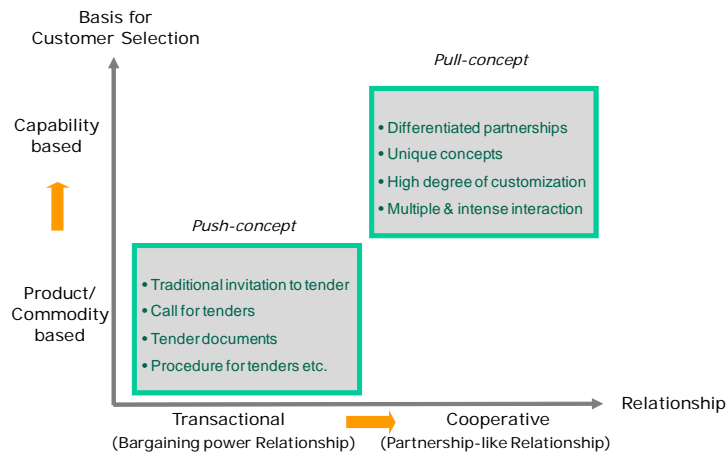 Basis for
Customer Selection
Pull-concept
Capability
based
• Differentiated partnerships
• Unique concepts
• High degree of customization
• Multiple & intense interaction
Push-concept
Product/
Commodity
based
• Traditional invitation to tender
• Call for tenders
• Tender documents
• Procedure for tenders etc.
Relationship
Transactional
(Bargaining power Relationship)
Cooperative
(Partnership-like Relationship)